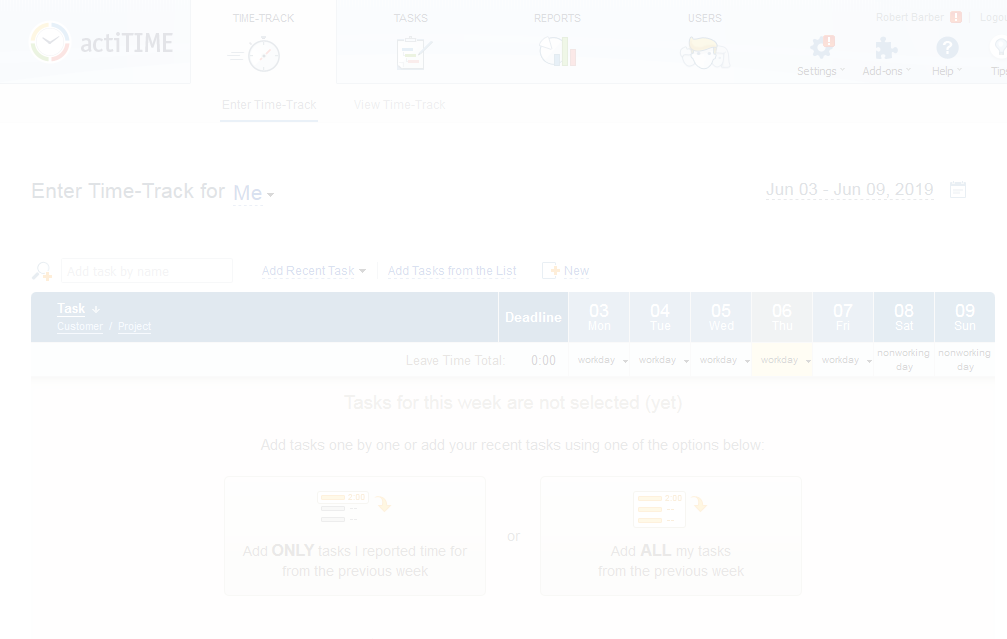 TIME-TRACK
TASKS
REPORTS
USERS
Robert Barber
actiTIME
Settings
Add-ons
Help
Enter Time-Track
View Time-Track
Enter Time-Track for Me
Jun 03 - Jun 09, 2019
Add task by name
Add Recent Task
Add Tasks from the List
New
Task
Customer / Project
Deadline
03 Mon
04 Tue
05 Wed
06 Thu
07 Fri
08 Sat
09 Sun
Leave Time Total: 0:00
workday
workday
workday
workday
workday
nonworking day
nonworking day
Tasks for this week are not selected (yet)
Add tasks one by one or add your recent tasks using one of the options below:
2:00
Add ONLY tasks I reported time for
from the previous week
or
2:00
Add ALL my tasks
from the previous week